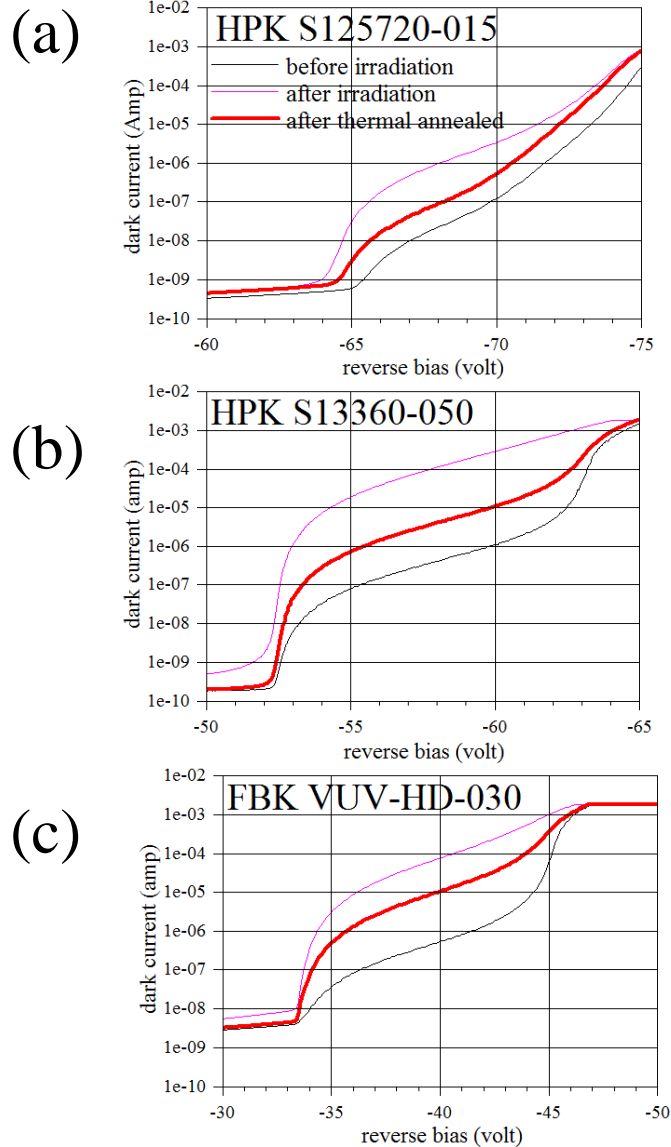 (a)
HPK S125720-015
before irradiation
after irradiation
after thermal annealed
dark current (Amp)
1e-02
1e-03
1e-04
1e-05
1e-06
1e-07
1e-08
1e-09
1e-10
-60 -65 -70 -75
reverse bias (volt)
(b)
HPK S13360-050
dark current (amp)
1e-02
1e-03
1e-04
1e-05
1e-06
1e-07
1e-08
1e-09
1e-10
-50 -55 -60 -65
reverse bias (volt)
(c)
FBK VUV-HD-030
dark current (amp)
1e-02
1e-03
1e-04
1e-05
1e-06
1e-07
1e-08
1e-09
1e-10
-30 -35 -40 -45 -50
reverse bias (volt)